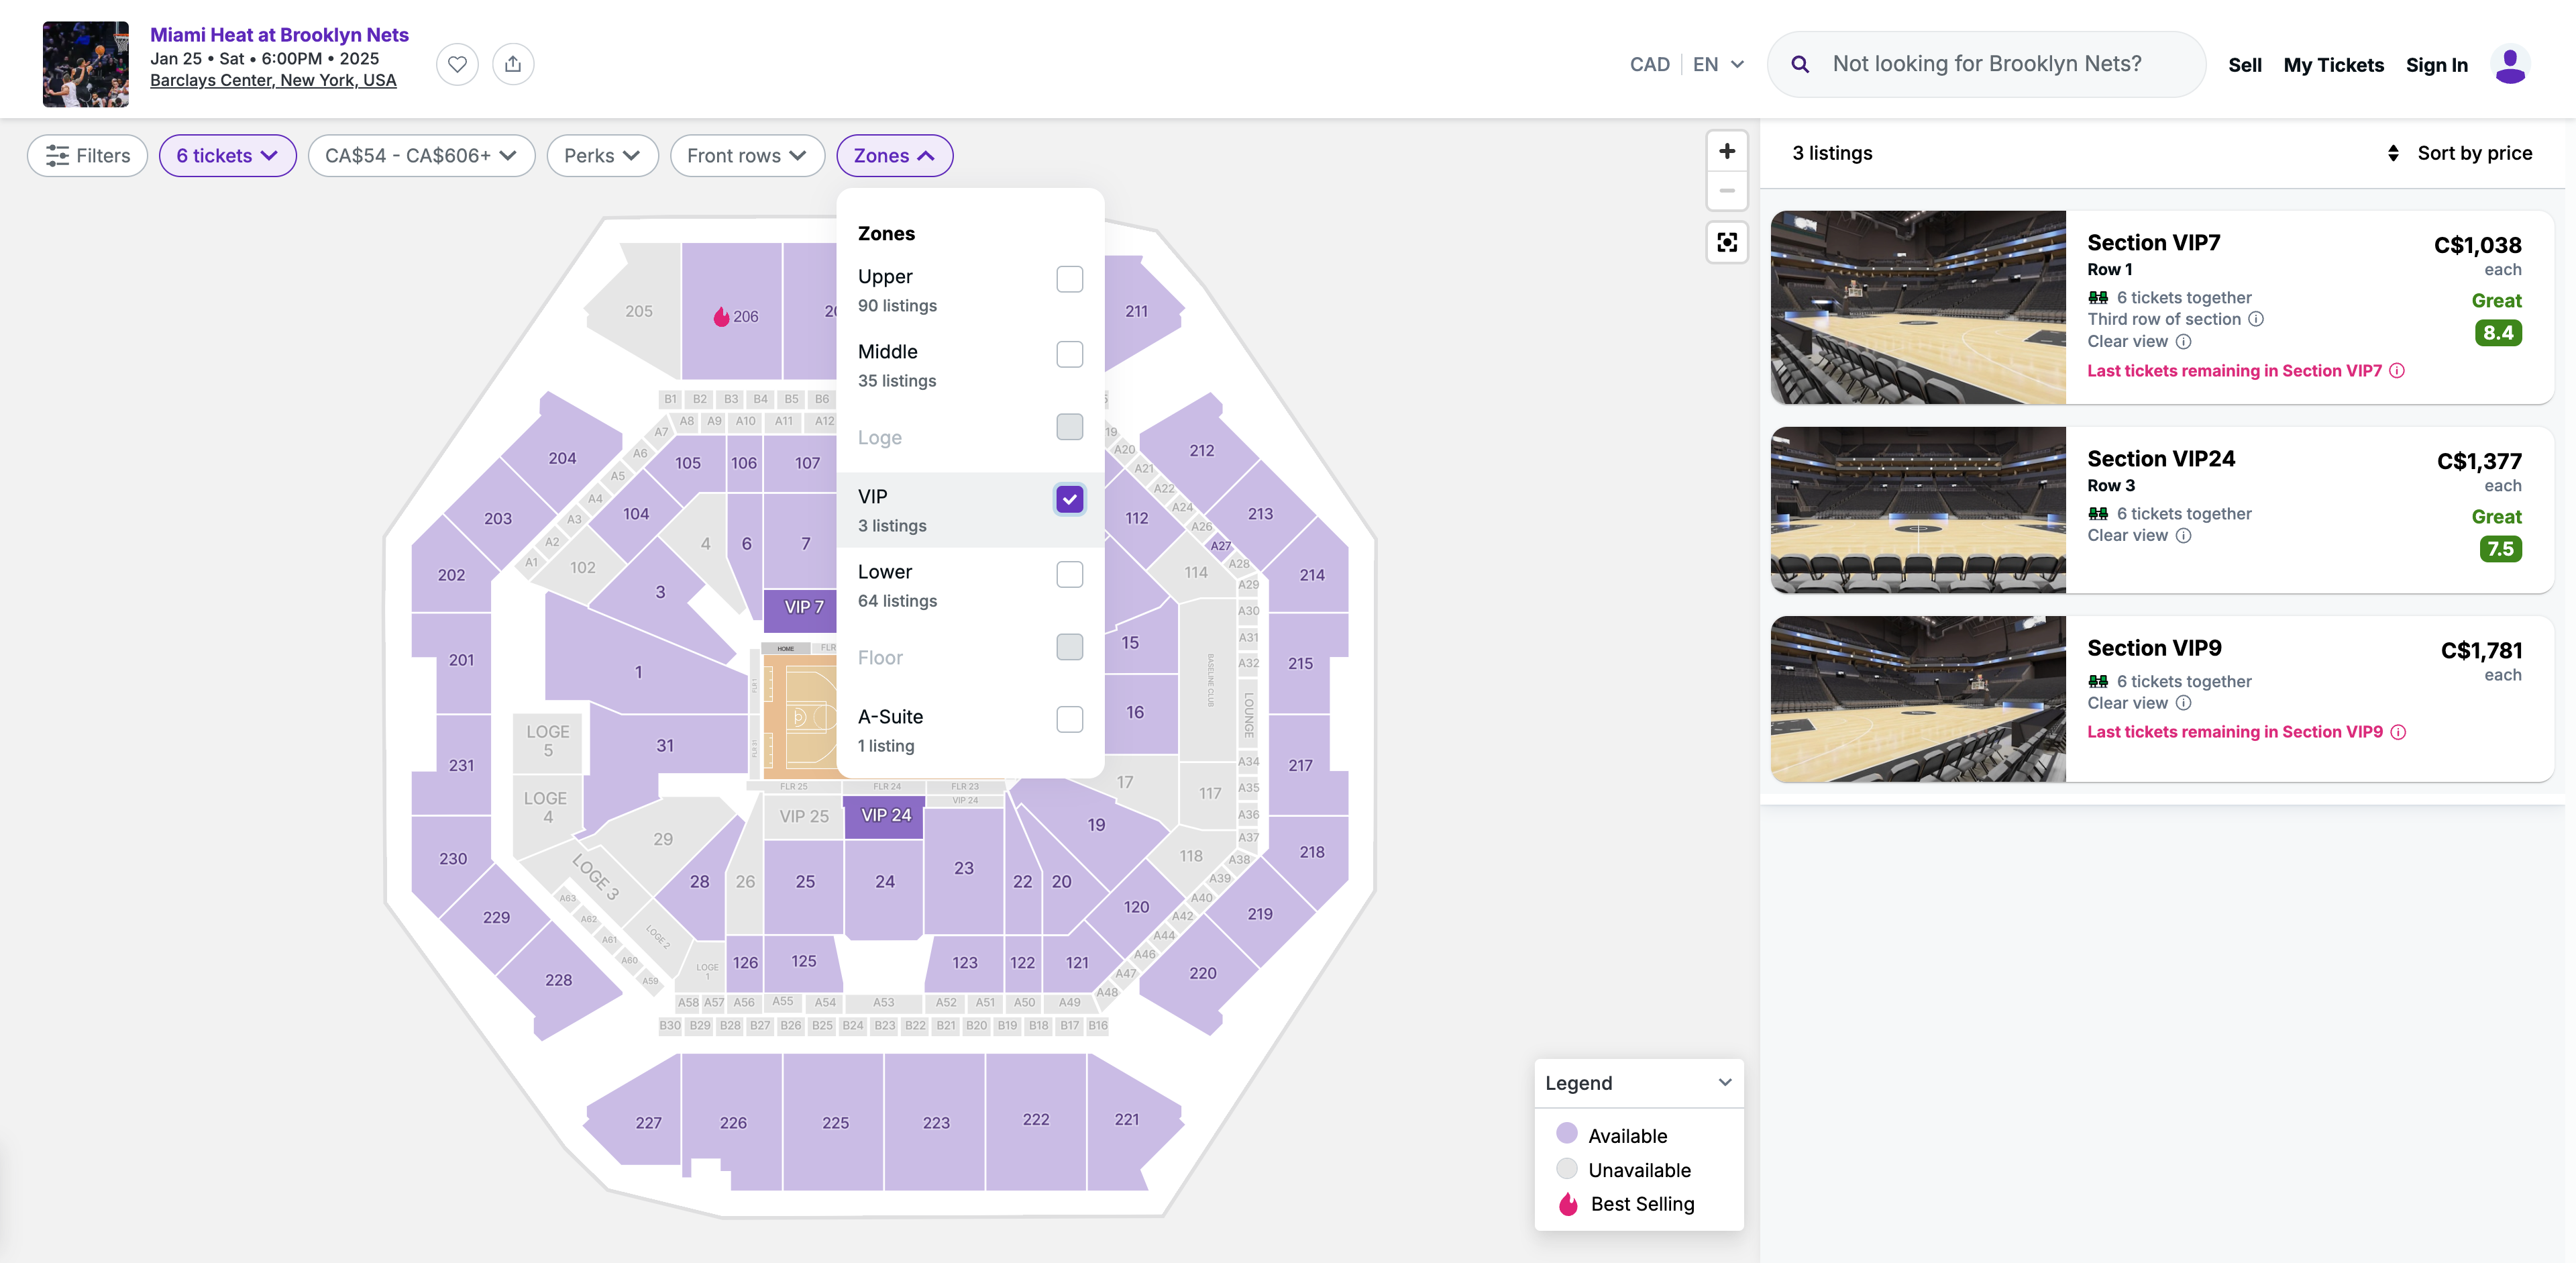 Miami Heat at Brooklyn Nets
Jan 25 • Sat • 6:00PM • 2025
Barclays Center, New York, USA
CAD | EN
Not looking for Brooklyn Nets?
Sell
My Tickets
Sign In
Filters
6 tickets
CA$54 - CA$606+
Perks
Front rows
Zones
Zones
Upper
90 listings
Middle
35 listings
Loge
VIP
3 listings
Lower
64 listings
Floor
A-Suite
1 listing
3 listings
Sort by price
Section VIP7
Row 1
6 tickets together
Third row of section
Clear view
Last tickets remaining in Section VIP7
C$1,038
each
Great
8.4
Section VIP24
Row 3
6 tickets together
Clear view
C$1,377
each
Great
7.5
Section VIP9
6 tickets together
Clear view
Last tickets remaining in Section VIP9
C$1,781
each
205 206 211
B1 B2 B3 B4 B5 B6
A7 A8 A9 A10 A11 A12
204 A6 105 106 107 A20 212
A5 A21
203 A4 104 112 A22 213
A3 A24
A2 4 6 7 A26
A1 102 A27
202 3 114 A28 214
A29
VIP 7 A30
201 1 HOME FLR 15 A31 215
FLR 1 BASELINE CLUB A32
16 LOUNGE
LOGE 5 31 FLR 31
231 A34 217
LOGE 4 FLR 25 FLR 24 FLR 23 17 117 A35
VIP 25 VIP 24 VIP 24 A36
29 19 A37
230 LOGE 3 118 A38 218
28 26 25 24 23 22 20 A39
A63 A40
229 A62 120 A42 219
A61 LOGE 2 A44
228 A60 LOGE 1 126 125 123 122 121 A46 220
A59 A47
A48
A58 A57 A56 A55 A54 A53 A52 A51 A50 A49
B30 B29 B28 B27 B26 B25 B24 B23 B22 B21 B20 B19 B18 B17 B16
227 226 225 223 222 221
Legend
Available
Unavailable
Best Selling